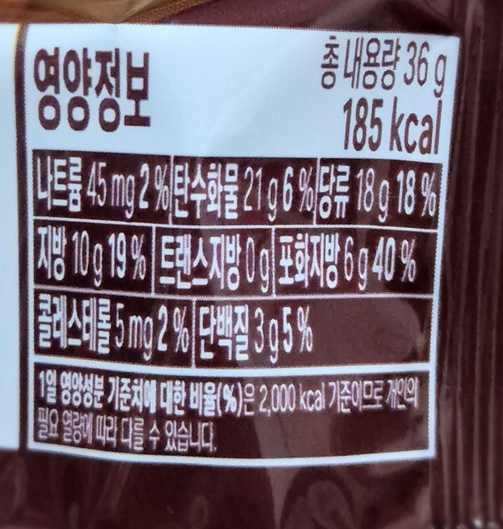 영양정보
총 내용량 36 g
185 kcal
나트륨 45 mg 2 % 탄수화물 21 g 6 % 당류 18 g 18 %
지방 10 g 19 % 트랜스지방 0 g 포화지방 6 g 40 %
콜레스테롤 5 mg 2 % 단백질 3 g 5 %
1일 영양성분 기준치에 대한 비율(%)은 2,000 kcal 기준이므로 개인의
필요 열량에 따라 다를 수 있습니다.